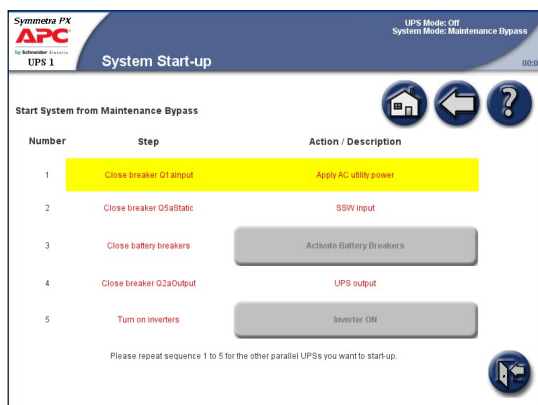 Symmetra PX
APC
by Schneider Electric
UPS 1
System Start-up
UPS Mode: Off
System Mode: Maintenance Bypass
00:0
Start System from Maintenance Bypass
?
Number Step Action / Description
1 Close breaker Q1aInput Apply AC utility power
2 Close breaker Q5aStatic SSW input
3 Close battery breakers Activate Battery Breakers
4 Close breaker Q2aOutput UPS output
5 Turn on inverters Inverter ON
Please repeat sequence 1 to 5 for the other parallel UPSs you want to start-up.